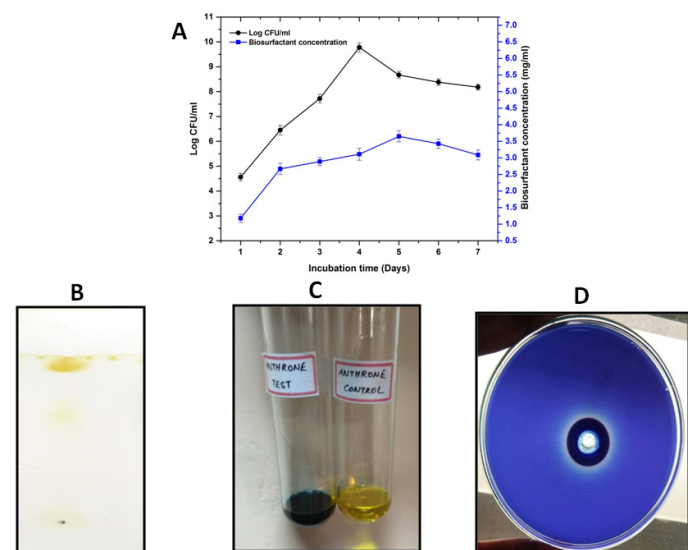 A
Log CFU/ml
Biosurfactant concentration
11
10
9
8
7
6
5
4
3
2
Log CFU/ml
7.0
6.5
6.0
5.5
5.0
4.5
4.0
3.5
3.0
2.5
2.0
1.5
1.0
0.5
Biosurfactant concentration (mg/ml)
1 2 3 4 5 6 7
Incubation time (Days)
B
C
D
ANTHRONE
TEST
ANTHRONE
CONTROL